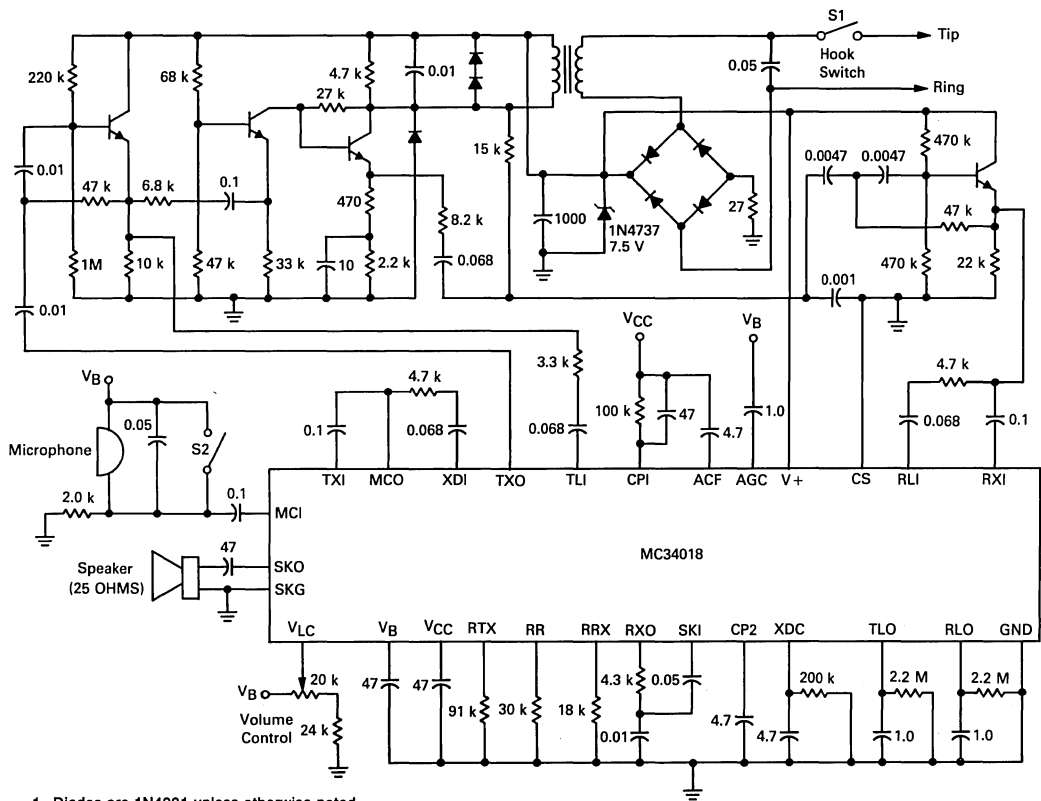 S1
Tip
Hook
Switch
Ring
220 k
68 k
4.7 k
0.01
0.05
27 k
470 k
15 k
0.0047
0.0047
0.01
47 k
6.8 k
0.1
470
8.2 k
1000
1N4737
7.5 V
27
47 k
1M
10 k
47 k
33 k
10
2.2 k
0.068
470 k
22 k
0.001
0.01
VCC
VB
3.3 k
4.7 k
VB
4.7 k
100 k
47
1.0
0.05
0.1
0.068
0.068
4.7
0.068
0.1
Microphone
S2
TXI
MCO
XDI
TXO
TLI
CPI
ACF
AGC
V+
CS
RLI
RXI
2.0 k
0.1
MCI
MC34018
47
Speaker
(25 OHMS)
SKO
SKG
VLC
VB
VCC
RTX
RR
RRX
RXO
SKI
CP2
XDC
TLO
RLO
GND
VB
20 k
47
47
4.3 k
0.05
200 k
2.2 M
2.2 M
Volume
Control
24 k
91 k
30 k
18 k
0.01
4.7
4.7
1.0
1.0